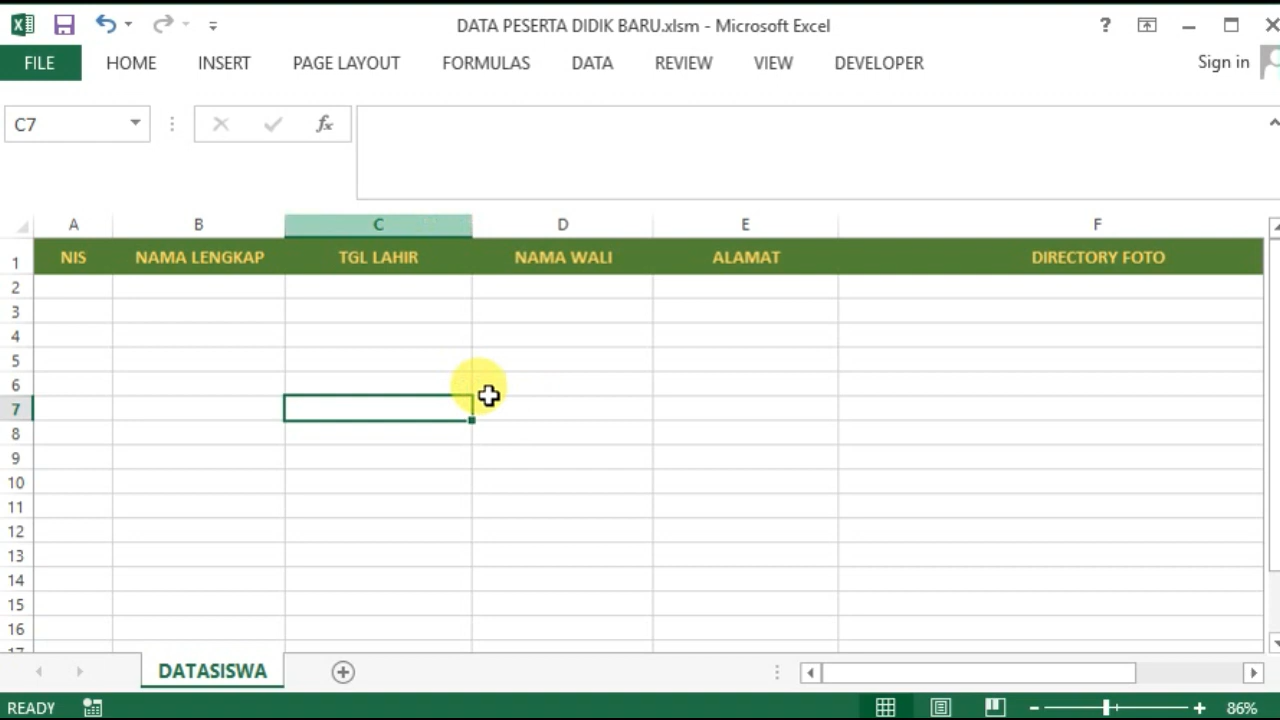 DATA PESERTA DIDIK BARU.xlsm - Microsoft Excel
?
FILE HOME INSERT PAGE LAYOUT FORMULAS DATA REVIEW VIEW DEVELOPER Sign in
C7 fx
A B C D E F
1 NIS NAMA LENGKAP TGL LAHIR NAMA WALI ALAMAT DIRECTORY FOTO
2
3
4
5
6
7
8
9
10
11
12
13
14
15
16
17
DATASISWA
READY 86%